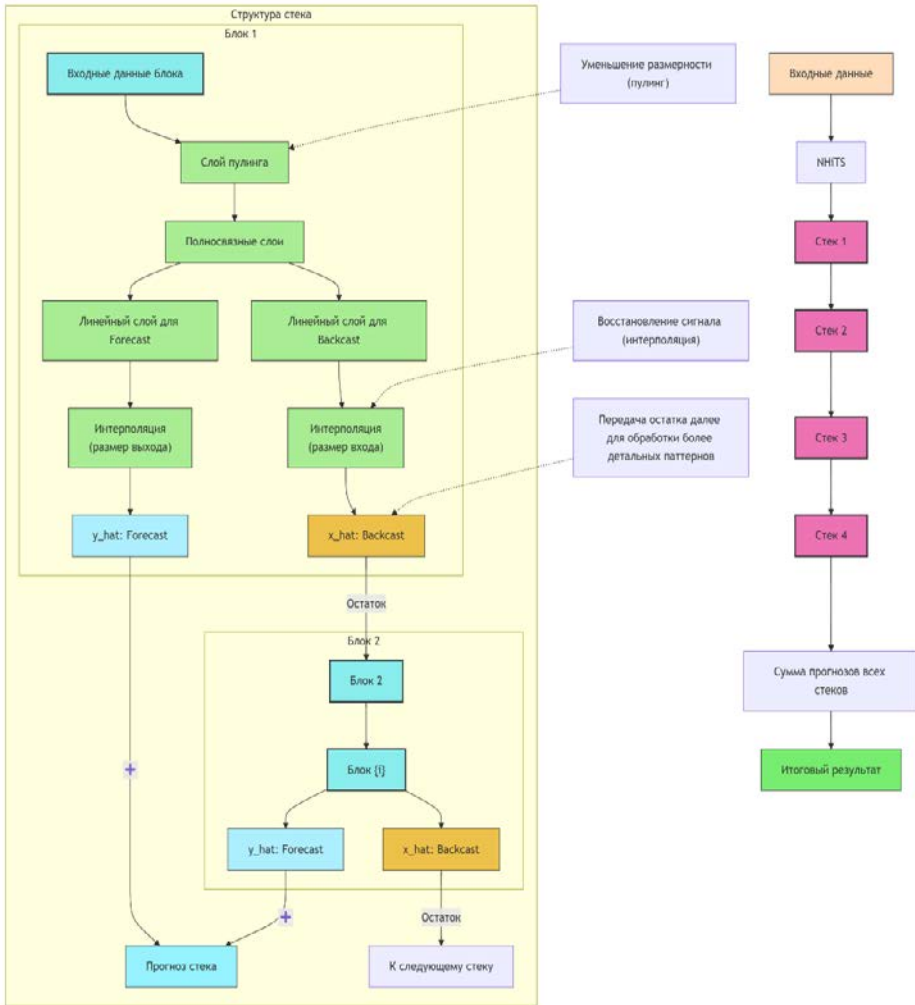 Структура стека
Блок 1
Входные данные блока
Слой пулинга
Полносвязные слои
Линейный слой для
Forecast
Линейный слой для
Backcast
Интерполяция
(размер выхода)
Интерполяция
(размер входа)
y_hat: Forecast
x_hat: Backcast
Остаток
Блок 2
Блок 2
Блок {i}
y_hat: Forecast
x_hat: Backcast
+
+
Остаток
Прогноз стека
К следующему стеку
Уменьшение размерности
(пулинг)
Восстановление сигнала
(интерполяция)
Передача остатка далее
для обработки более
детальных паттернов
Входные данные
NHiTS
Стек 1
Стек 2
Стек 3
Стек 4
Сумма прогнозов всех
стеков
Итоговый результат